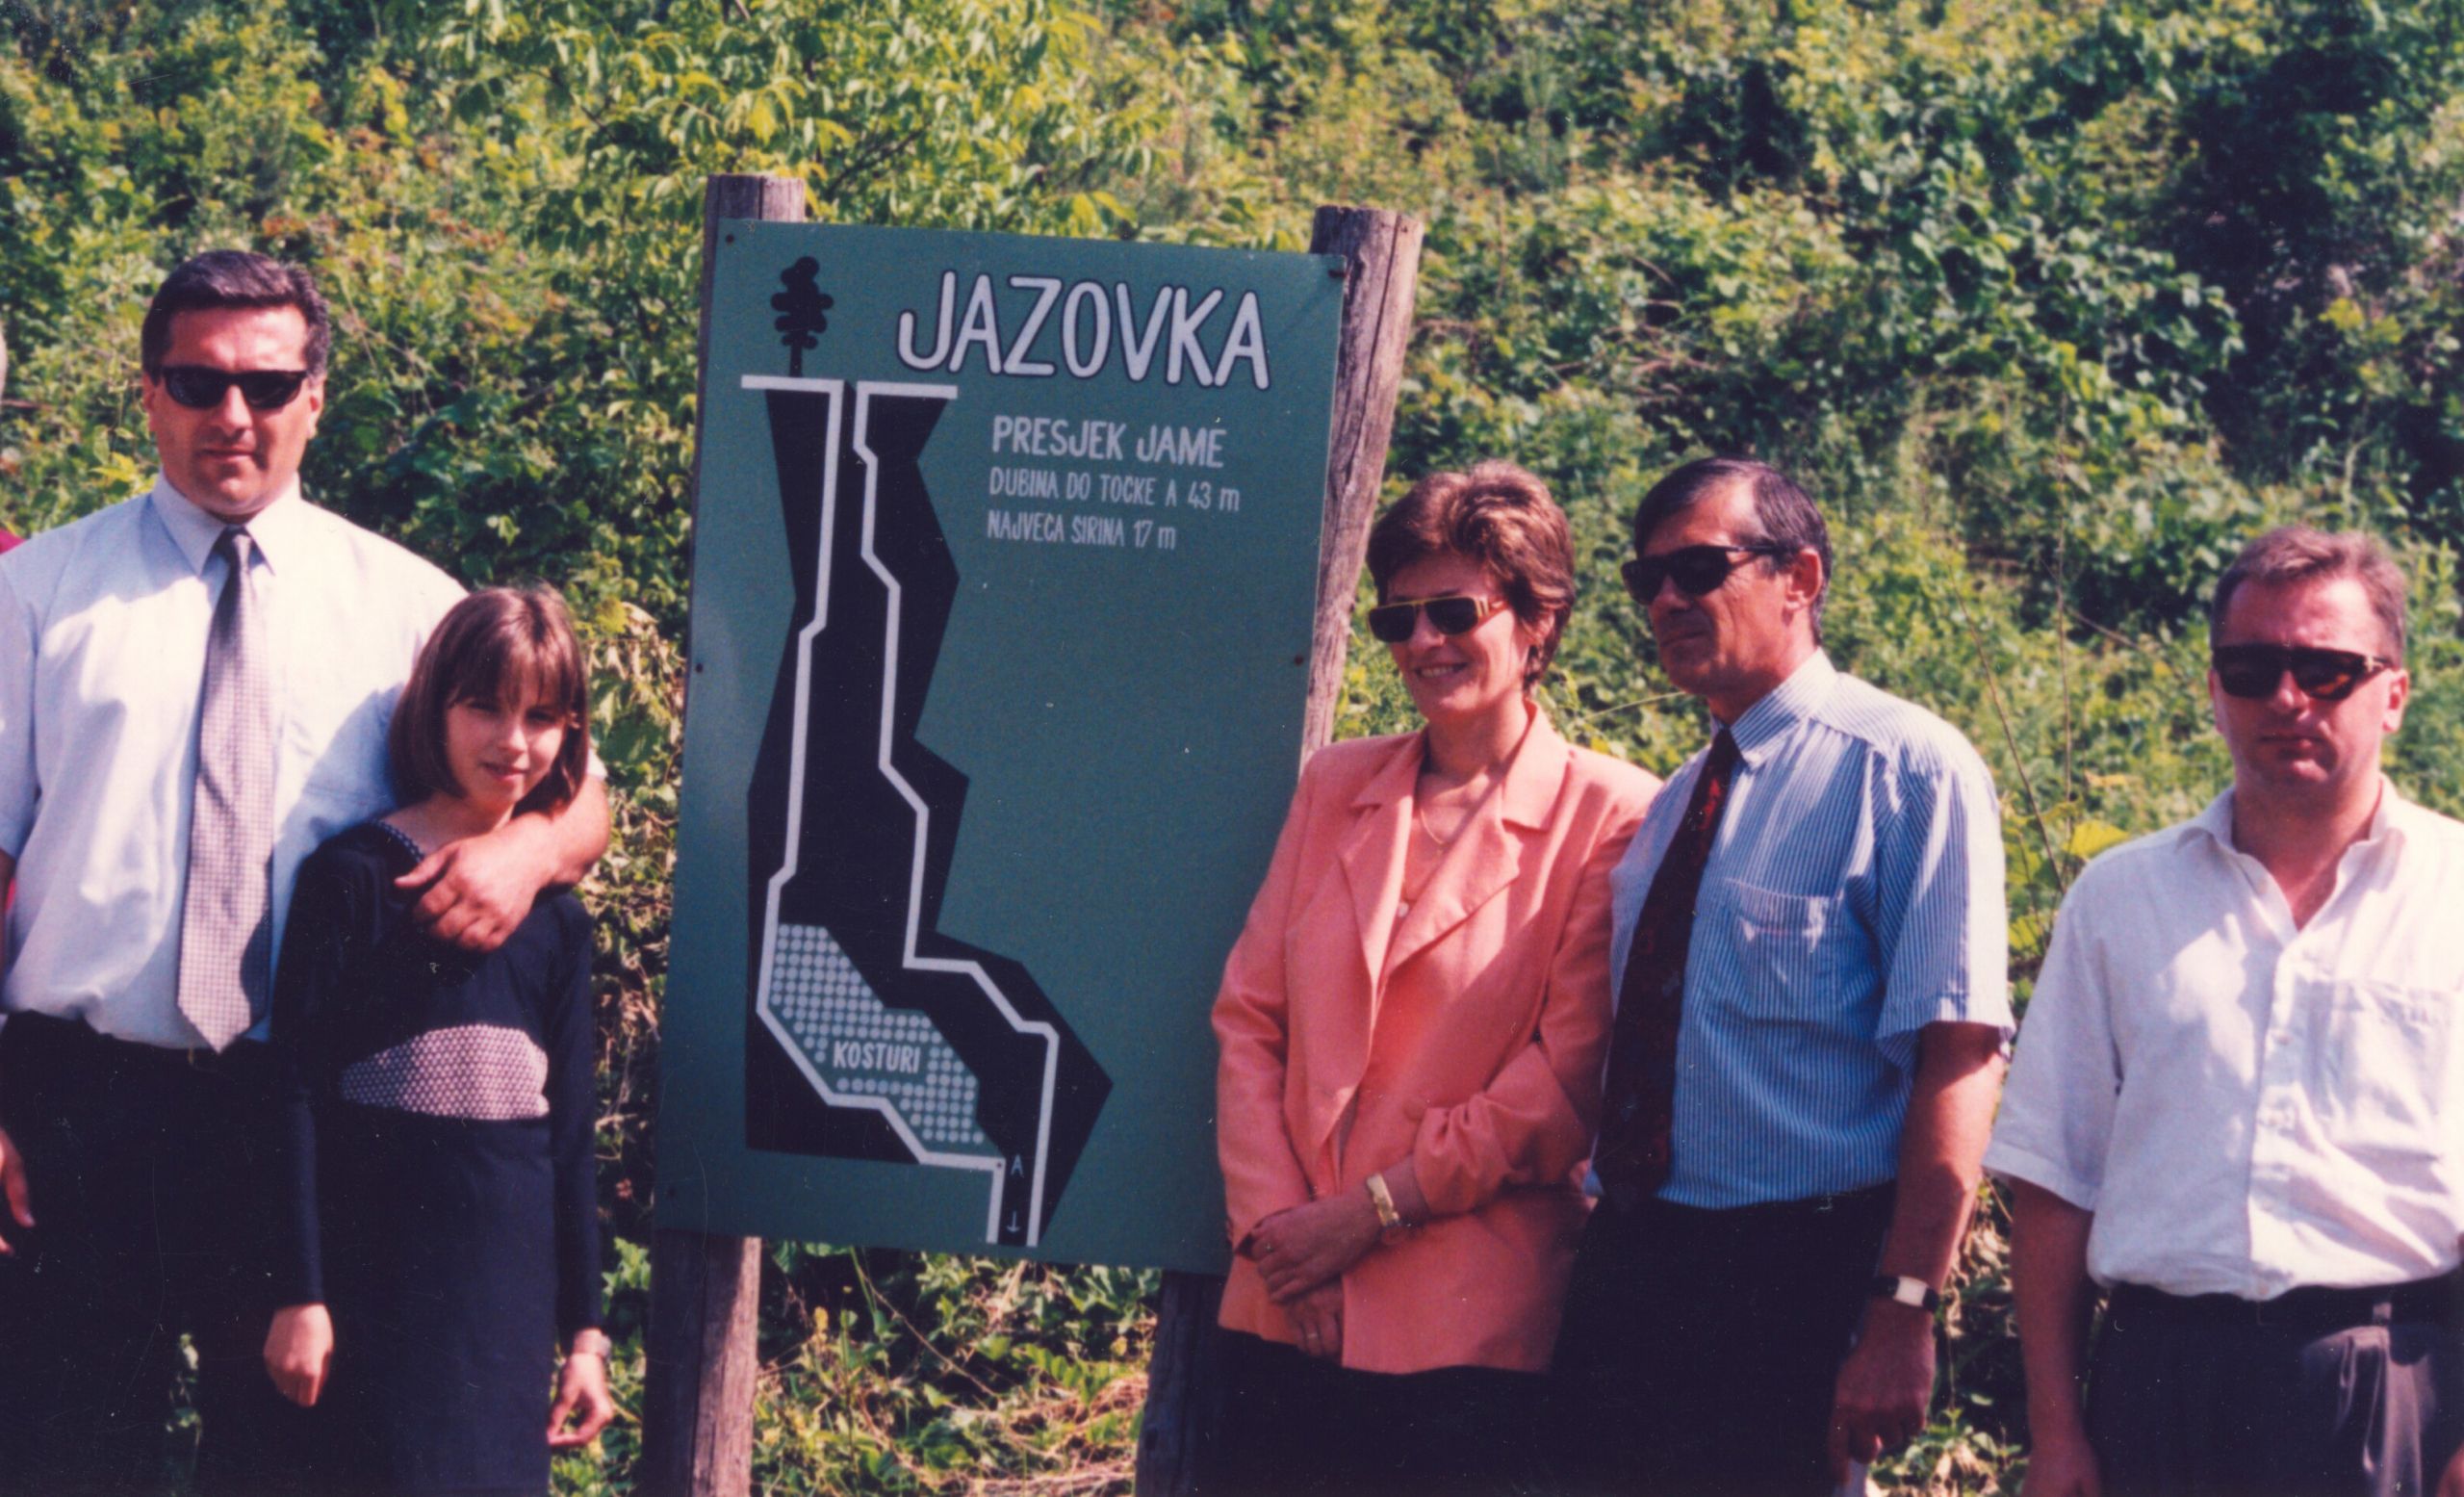 JAZOVKA
PRESJEK JAME
DUBINA DO TOCKE A 43 m
NAJVECA SIRINA 17 m
KOSTURI
A